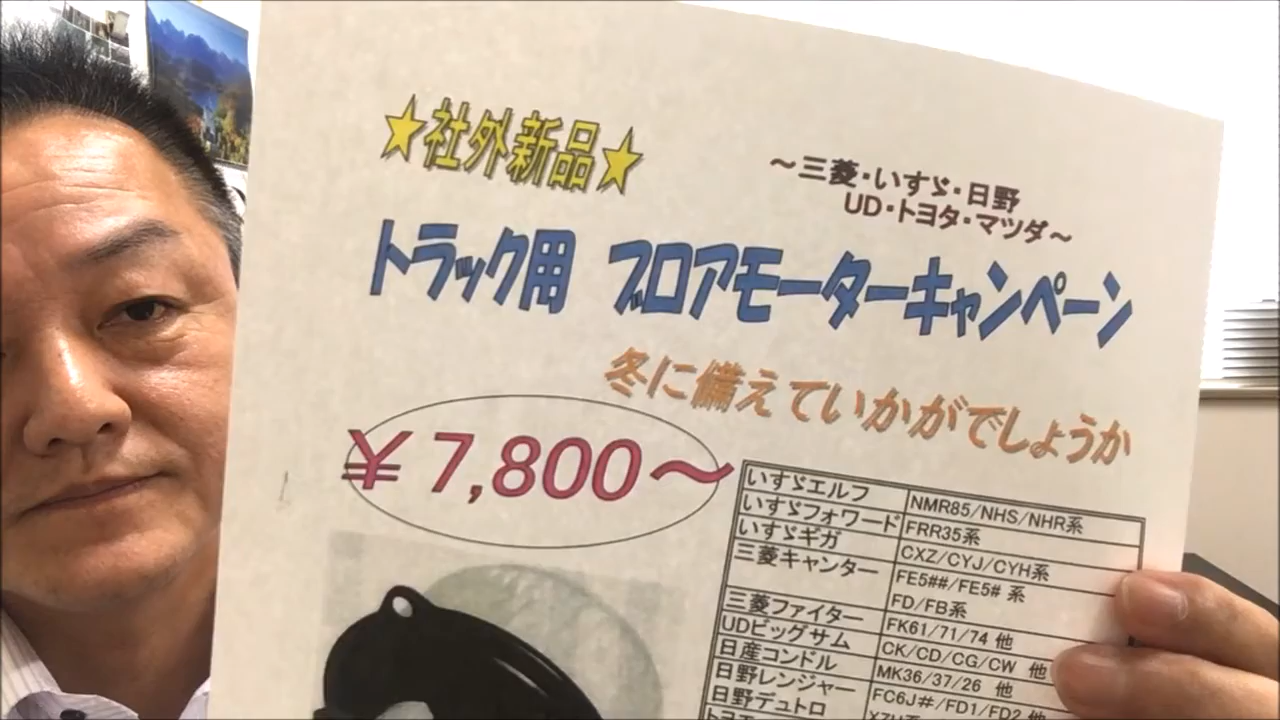 ★社外新品★
～三菱・いすゞ・日野
UD・トヨタ・マツダ～
トラック用 ブロアモーターキャンペーン
冬に備えていかがでしょうか
￥7,800～
いすゞエルフ NMR85/NHS/NHR系
いすゞフォワード FRR35系
いすゞギガ CXZ/CYJ/CYH系
三菱キャンター FE5##/FE5# 系
FD/FB系
三菱ファイター FK61/71/74 他
UDビッグサム CK/CD/CG/CW 他
日産コンドル MK36/37/26 他
日野レンジャー FC6J#/FD1/FD2 他
日野デュトロ